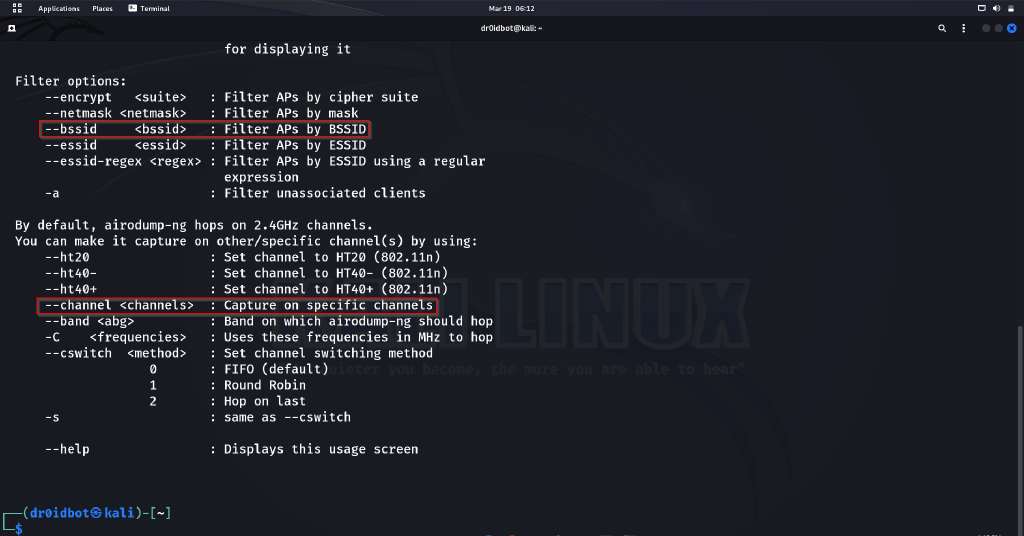 Applications Places Terminal Mar 19 06:12
dr0idbot@kali: ~
for displaying it
Filter options:
--encrypt <suite> : Filter APs by cipher suite
--netmask <netmask> : Filter APs by mask
--bssid <bssid> : Filter APs by BSSID
--essid <essid> : Filter APs by ESSID
--essid-regex <regex> : Filter APs by ESSID using a regular
expression
-a : Filter unassociated clients
By default, airodump-ng hops on 2.4GHz channels.
You can make it capture on other/specific channel(s) by using:
--ht20 : Set channel to HT20 (802.11n)
--ht40- : Set channel to HT40- (802.11n)
--ht40+ : Set channel to HT40+ (802.11n)
--channel <channels> : Capture on specific channels
--band <abg> : Band on which airodump-ng should hop
-C <frequencies> : Uses these frequencies in MHz to hop
--cswitch <method> : Set channel switching method
0 : FIFO (default)
1 : Round Robin
2 : Hop on last
-s : same as --cswitch
--help : Displays this usage screen
LINUX
you become, the more you are able to hear"
┌──(dr0idbot㉿kali)-[~]
└─$